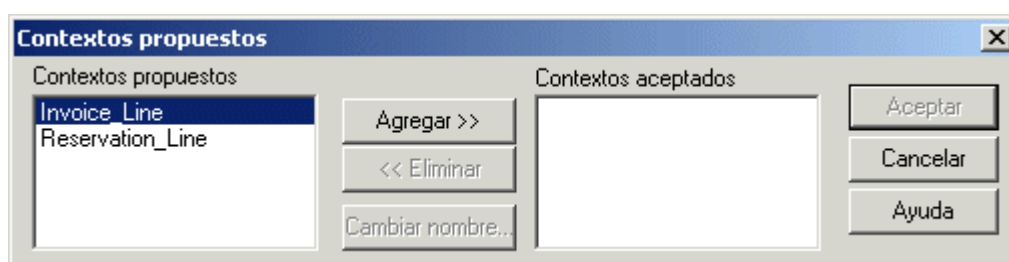 Contextos propuestos
Contextos propuestos
Invoice_Line
Reservation_Line
Agregar >>
<< Eliminar
Cambiar nombre...
Contextos aceptados
Aceptar
Cancelar
Ayuda